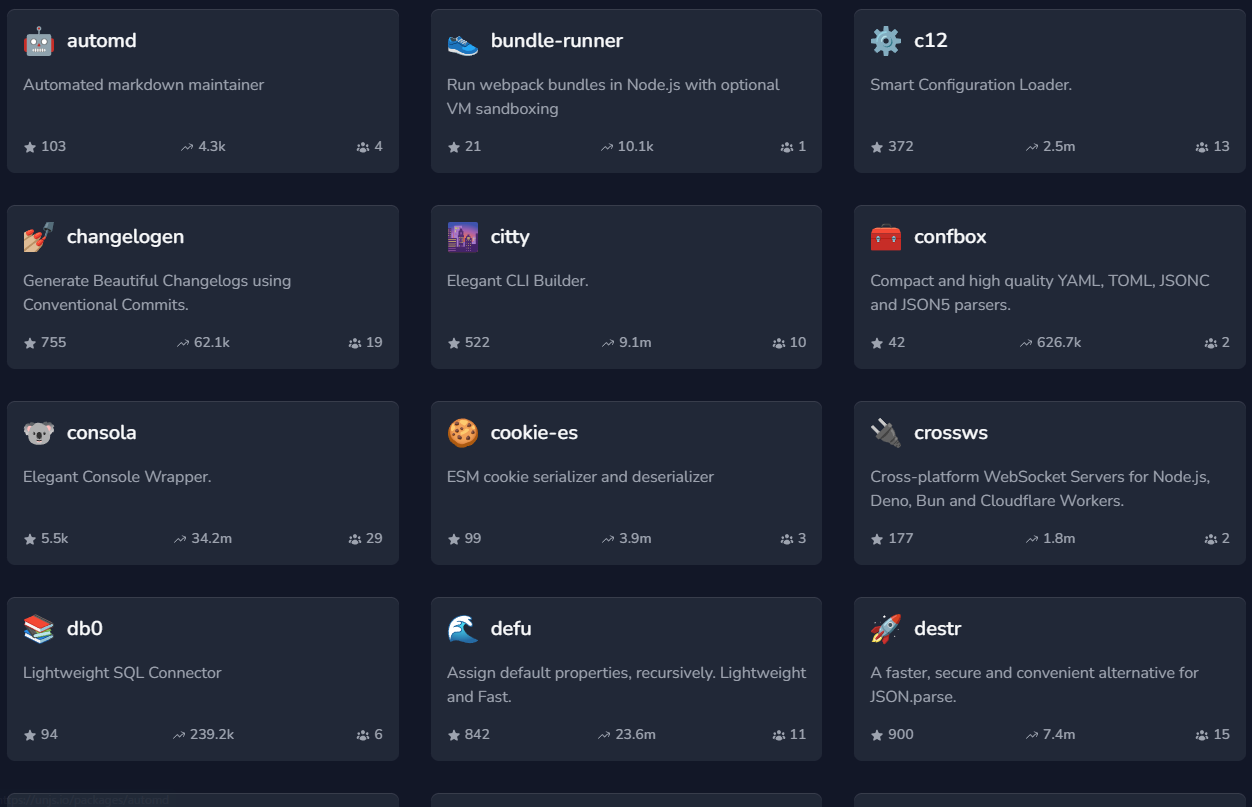 automd
Automated markdown maintainer
103 4.3k 4
bundle-runner
Run webpack bundles in Node.js with optional
VM sandboxing
21 10.1k 1
c12
Smart Configuration Loader.
372 2.5m 13
changelogen
Generate Beautiful Changelogs using
Conventional Commits.
755 62.1k 19
citty
Elegant CLI Builder.
522 9.1m 10
confbox
Compact and high quality YAML, TOML, JSONC
and JSON5 parsers.
42 626.7k 2
consola
Elegant Console Wrapper.
5.5k 34.2m 29
cookie-es
ESM cookie serializer and deserializer
99 3.9m 3
crossws
Cross-platform WebSocket Servers for Node.js,
Deno, Bun and Cloudflare Workers.
177 1.8m 2
db0
Lightweight SQL Connector
94 239.2k 6
defu
Assign default properties, recursively. Lightweight
and Fast.
842 23.6m 11
destr
A faster, secure and convenient alternative for
JSON.parse.
900 7.4m 15